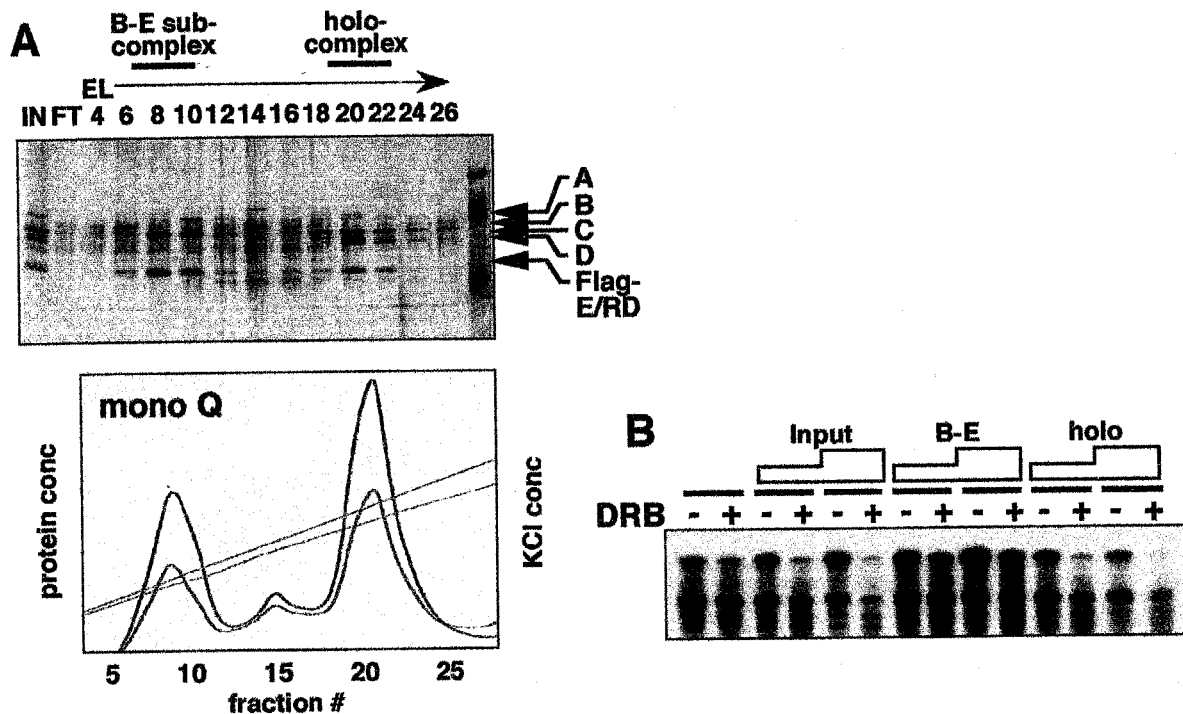 A
B-E sub-
complex
holo-
complex
EL
IN FT 4 6 8 10 12 14 16 18 20 22 24 26
A
B
C
D
Flag-
E/RD
mono Q
protein conc
KCl conc
5 10 15 20 25
fraction #
B
Input B-E holo
DRB - + - + - + - + - + - + - +